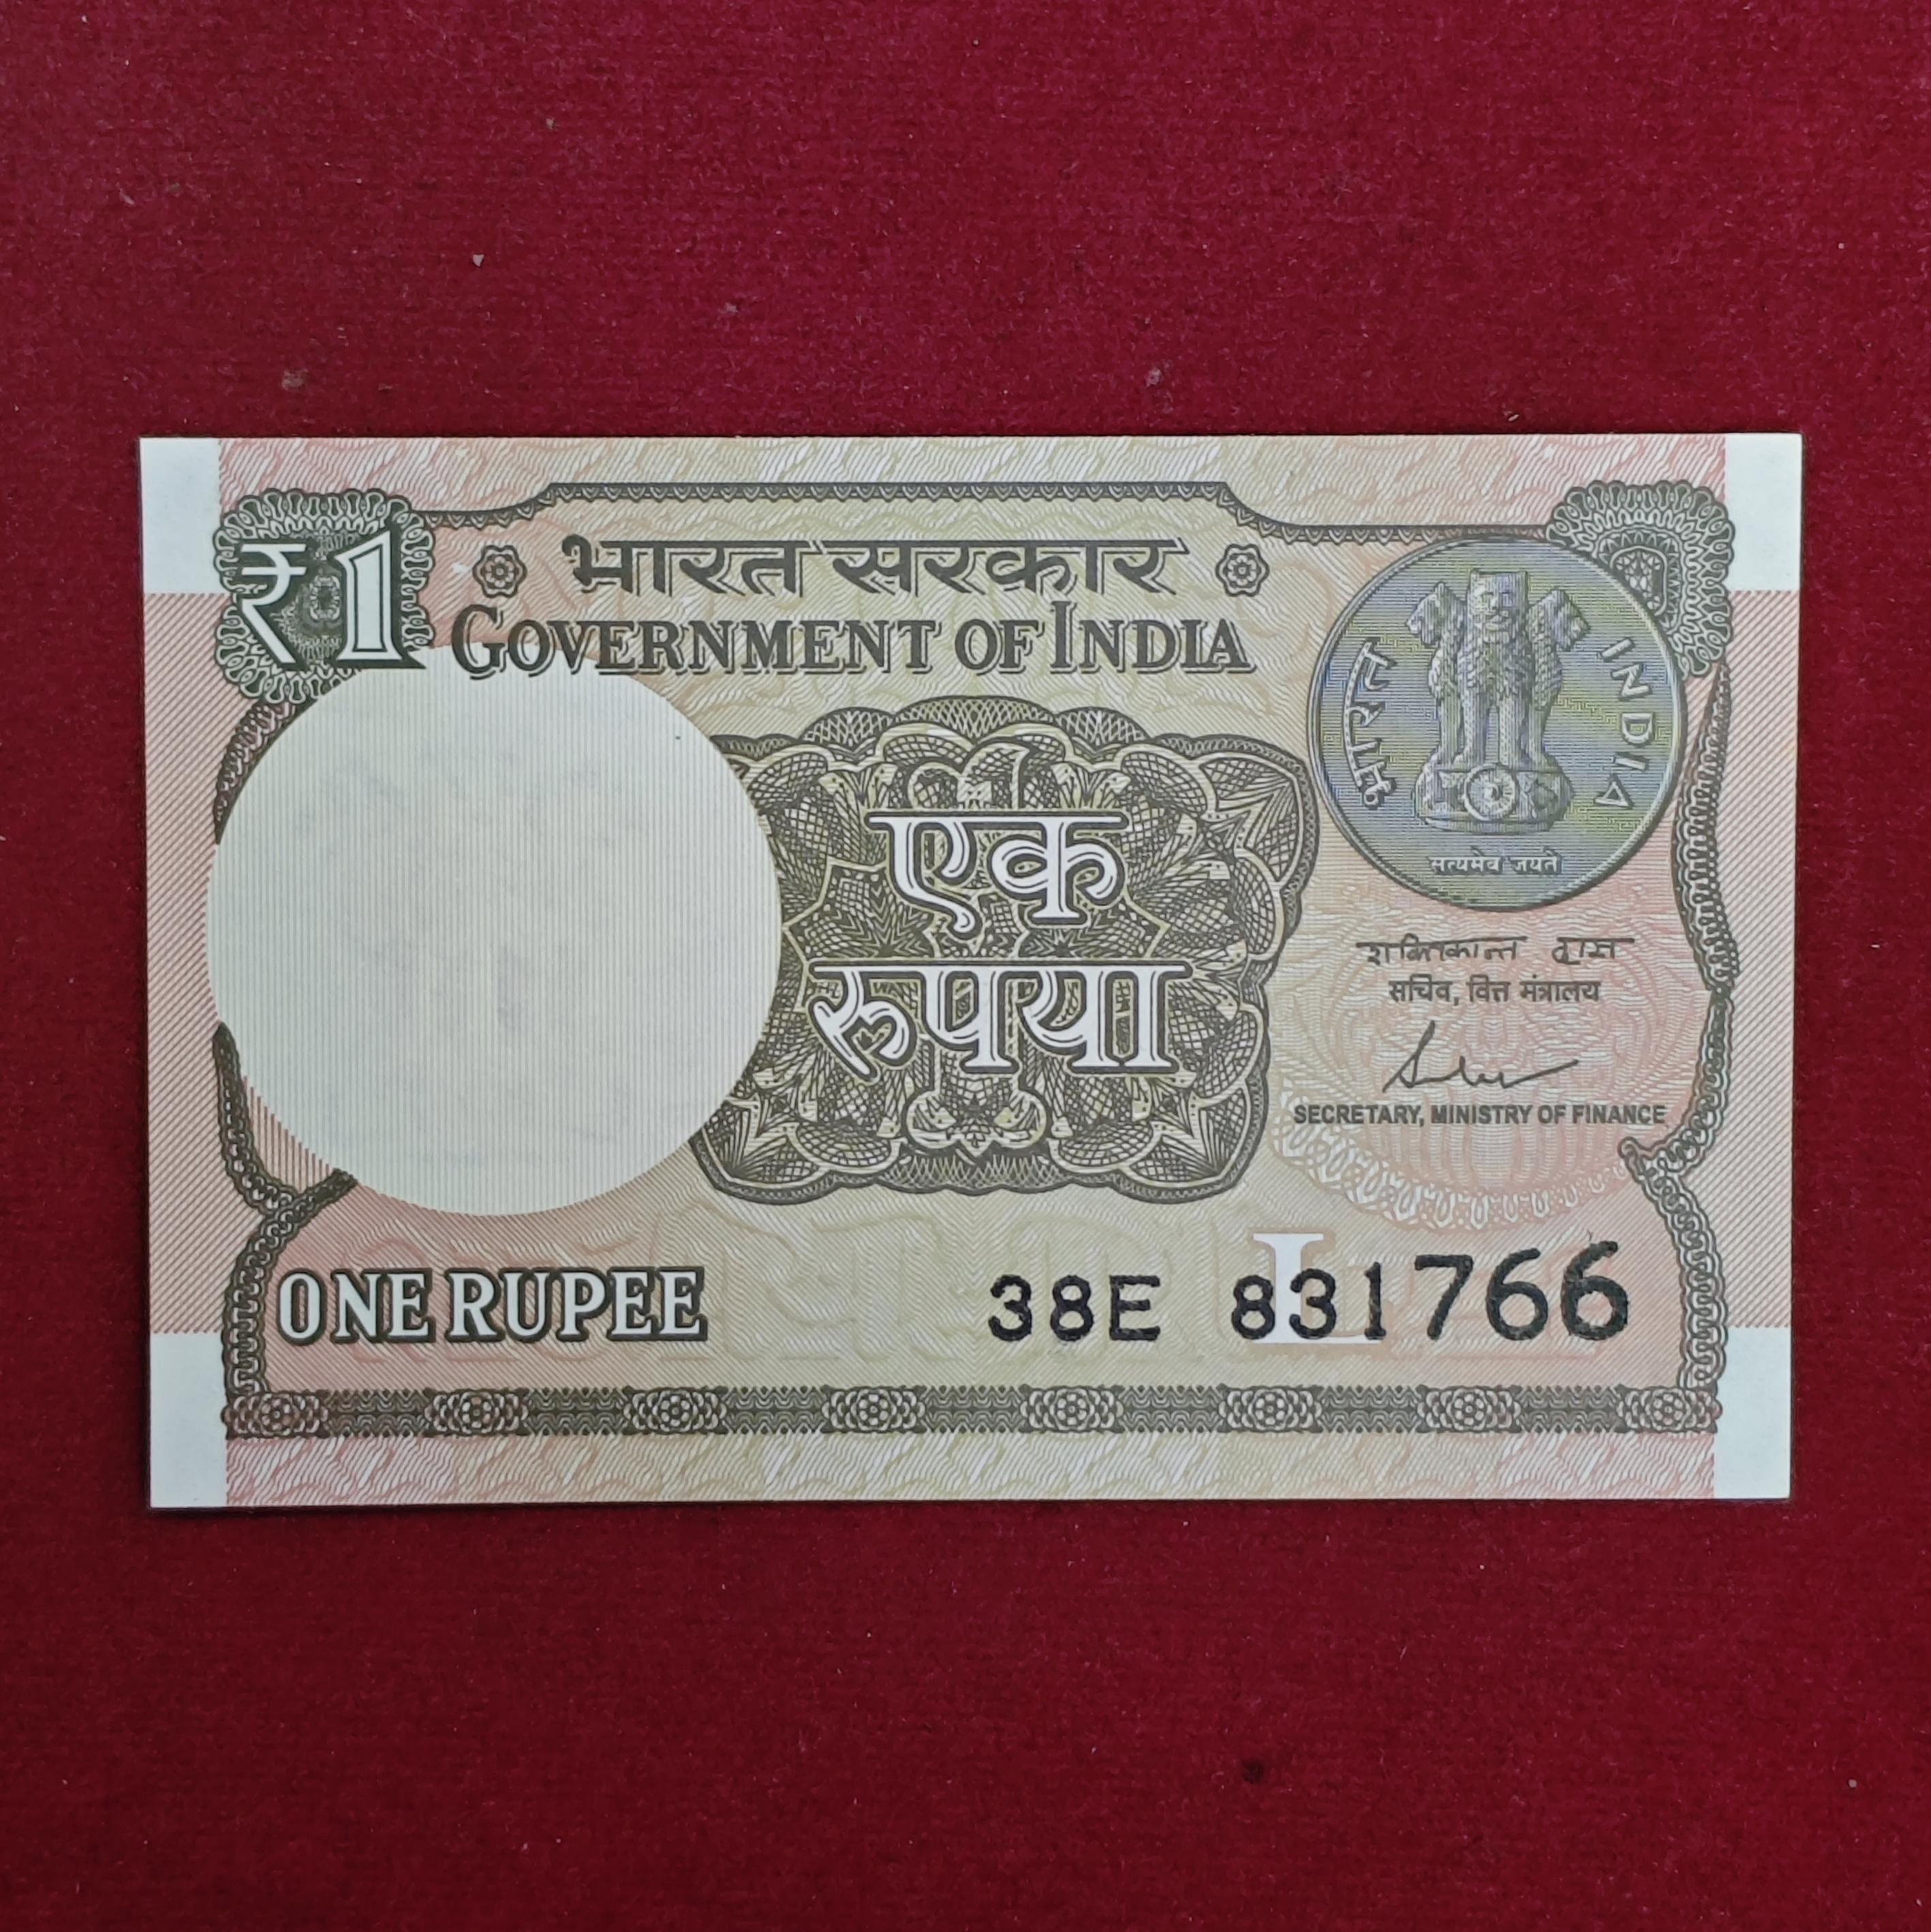 ₹1
भारत सरकार
GOVERNMENT OF INDIA
भारत
INDIA
सत्यमेव जयते
एक
रुपया
शक्तिकान्त दास
सचिव, वित्त मंत्रालय
SECRETARY, MINISTRY OF FINANCE
ONE RUPEE
L
38E 831766